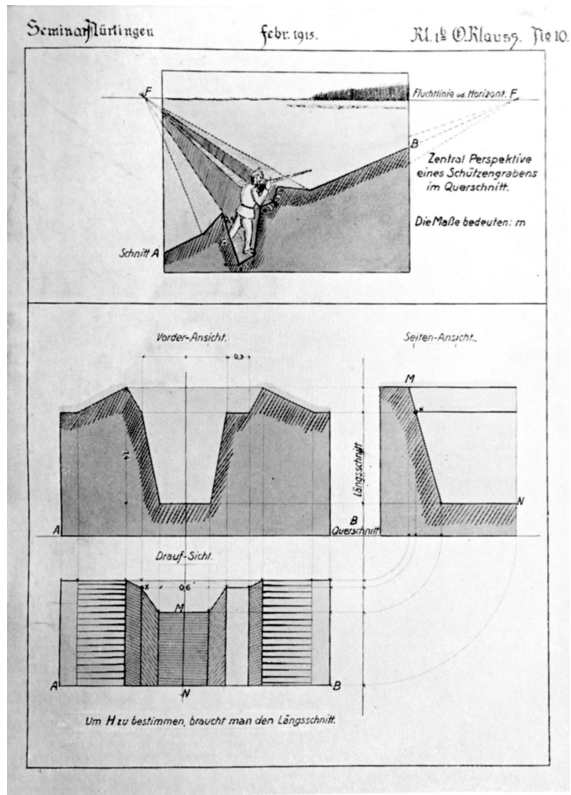 Seminar Nürtingen
Febr. 1915.
Kl. Ib O. Klauss. No 10.
F
Fluchtlinie od. Horizont. F
B
Zentral Perspektive
eines Schützengrabens
im Querschnitt.
Die Maße bedeuten: m
Schnitt A
Vorder-Ansicht.
Seiten-Ansicht.
0,3
M
Längsschnitt
N
A
B
Querschnitt
Drauf-Sicht.
0,6
M
A
N
B
Um H zu bestimmen, braucht man den Längsschnitt.